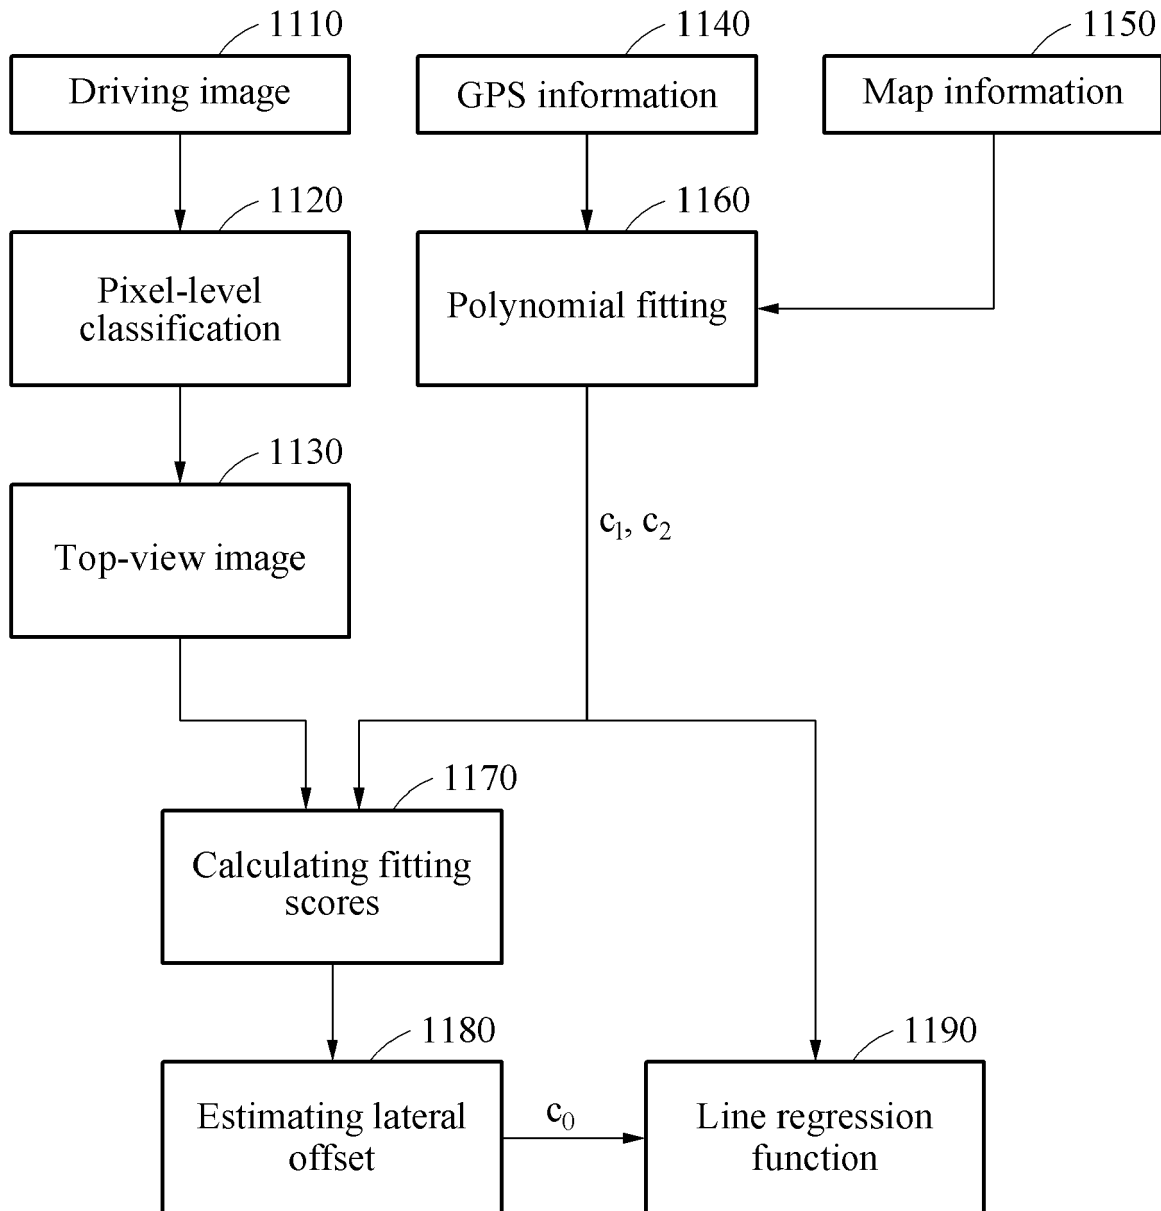 1110
1140
1150
Driving image
GPS information
Map information
1120
1160
Pixel-level
classification
Polynomial fitting
1130
Top-view image
c1, c2
1170
Calculating fitting
scores
1180
1190
Estimating lateral
offset
c0
Line regression
function